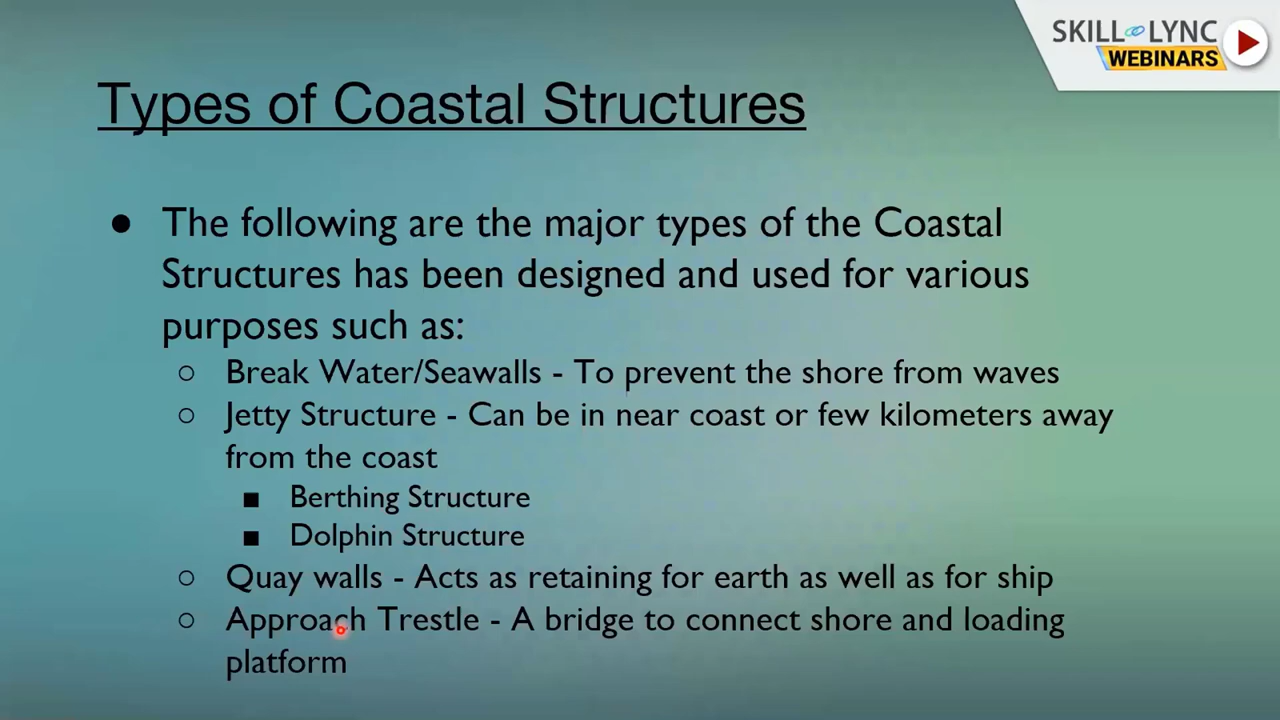 SKILL LYNC
WEBINARS
Types of Coastal Structures
● The following are the major types of the Coastal
Structures has been designed and used for various
purposes such as:
○ Break Water/Seawalls - To prevent the shore from waves
○ Jetty Structure - Can be in near coast or few kilometers away
from the coast
■ Berthing Structure
■ Dolphin Structure
○ Quay walls - Acts as retaining for earth as well as for ship
○ Approach Trestle - A bridge to connect shore and loading
platform